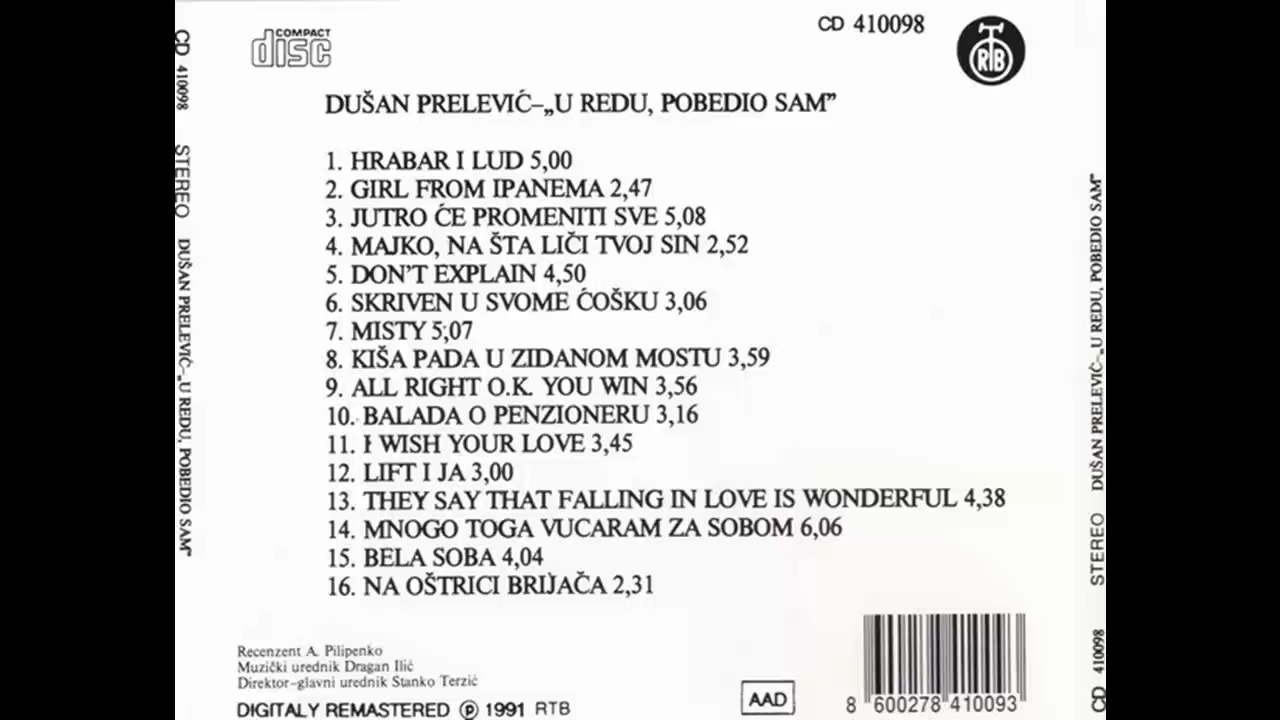 COMPACT
disc
CD 410098
RTB
DUŠAN PRELEVIĆ–„U REDU, POBEDIO SAM”
1. HRABAR I LUD 5,00
2. GIRL FROM IPANEMA 2,47
3. JUTRO ĆE PROMENITI SVE 5,08
4. MAJKO, NA ŠTA LIČI TVOJ SIN 2,52
5. DON'T EXPLAIN 4,50
6. SKRIVEN U SVOME ĆOŠKU 3,06
7. MISTY 5;07
8. KIŠA PADA U ZIDANOM MOSTU 3,59
9. ALL RIGHT O.K. YOU WIN 3,56
10. BALADA O PENZIONERU 3,16
11. I WISH YOUR LOVE 3,45
12. LIFT I JA 3,00
13. THEY SAY THAT FALLING IN LOVE IS WONDERFUL 4,38
14. MNOGO TOGA VUCARAM ZA SOBOM 6,06
15. BELA SOBA 4,04
16. NA OŠTRICI BRIJAČA 2,31
Recenzent A. Pilipenko
Muzički urednik Dragan Ilić
Direktor–glavni urednik Stanko Terzić
DIGITALY REMASTERED ℗ 1991 RTB
AAD
8 600278 410093
CD 410098 STEREO DUŠAN PRELEVIĆ–„U REDU, POBEDIO SAM”
CD 410098 STEREO DUŠAN PRELEVIĆ–„U REDU, POBEDIO SAM”